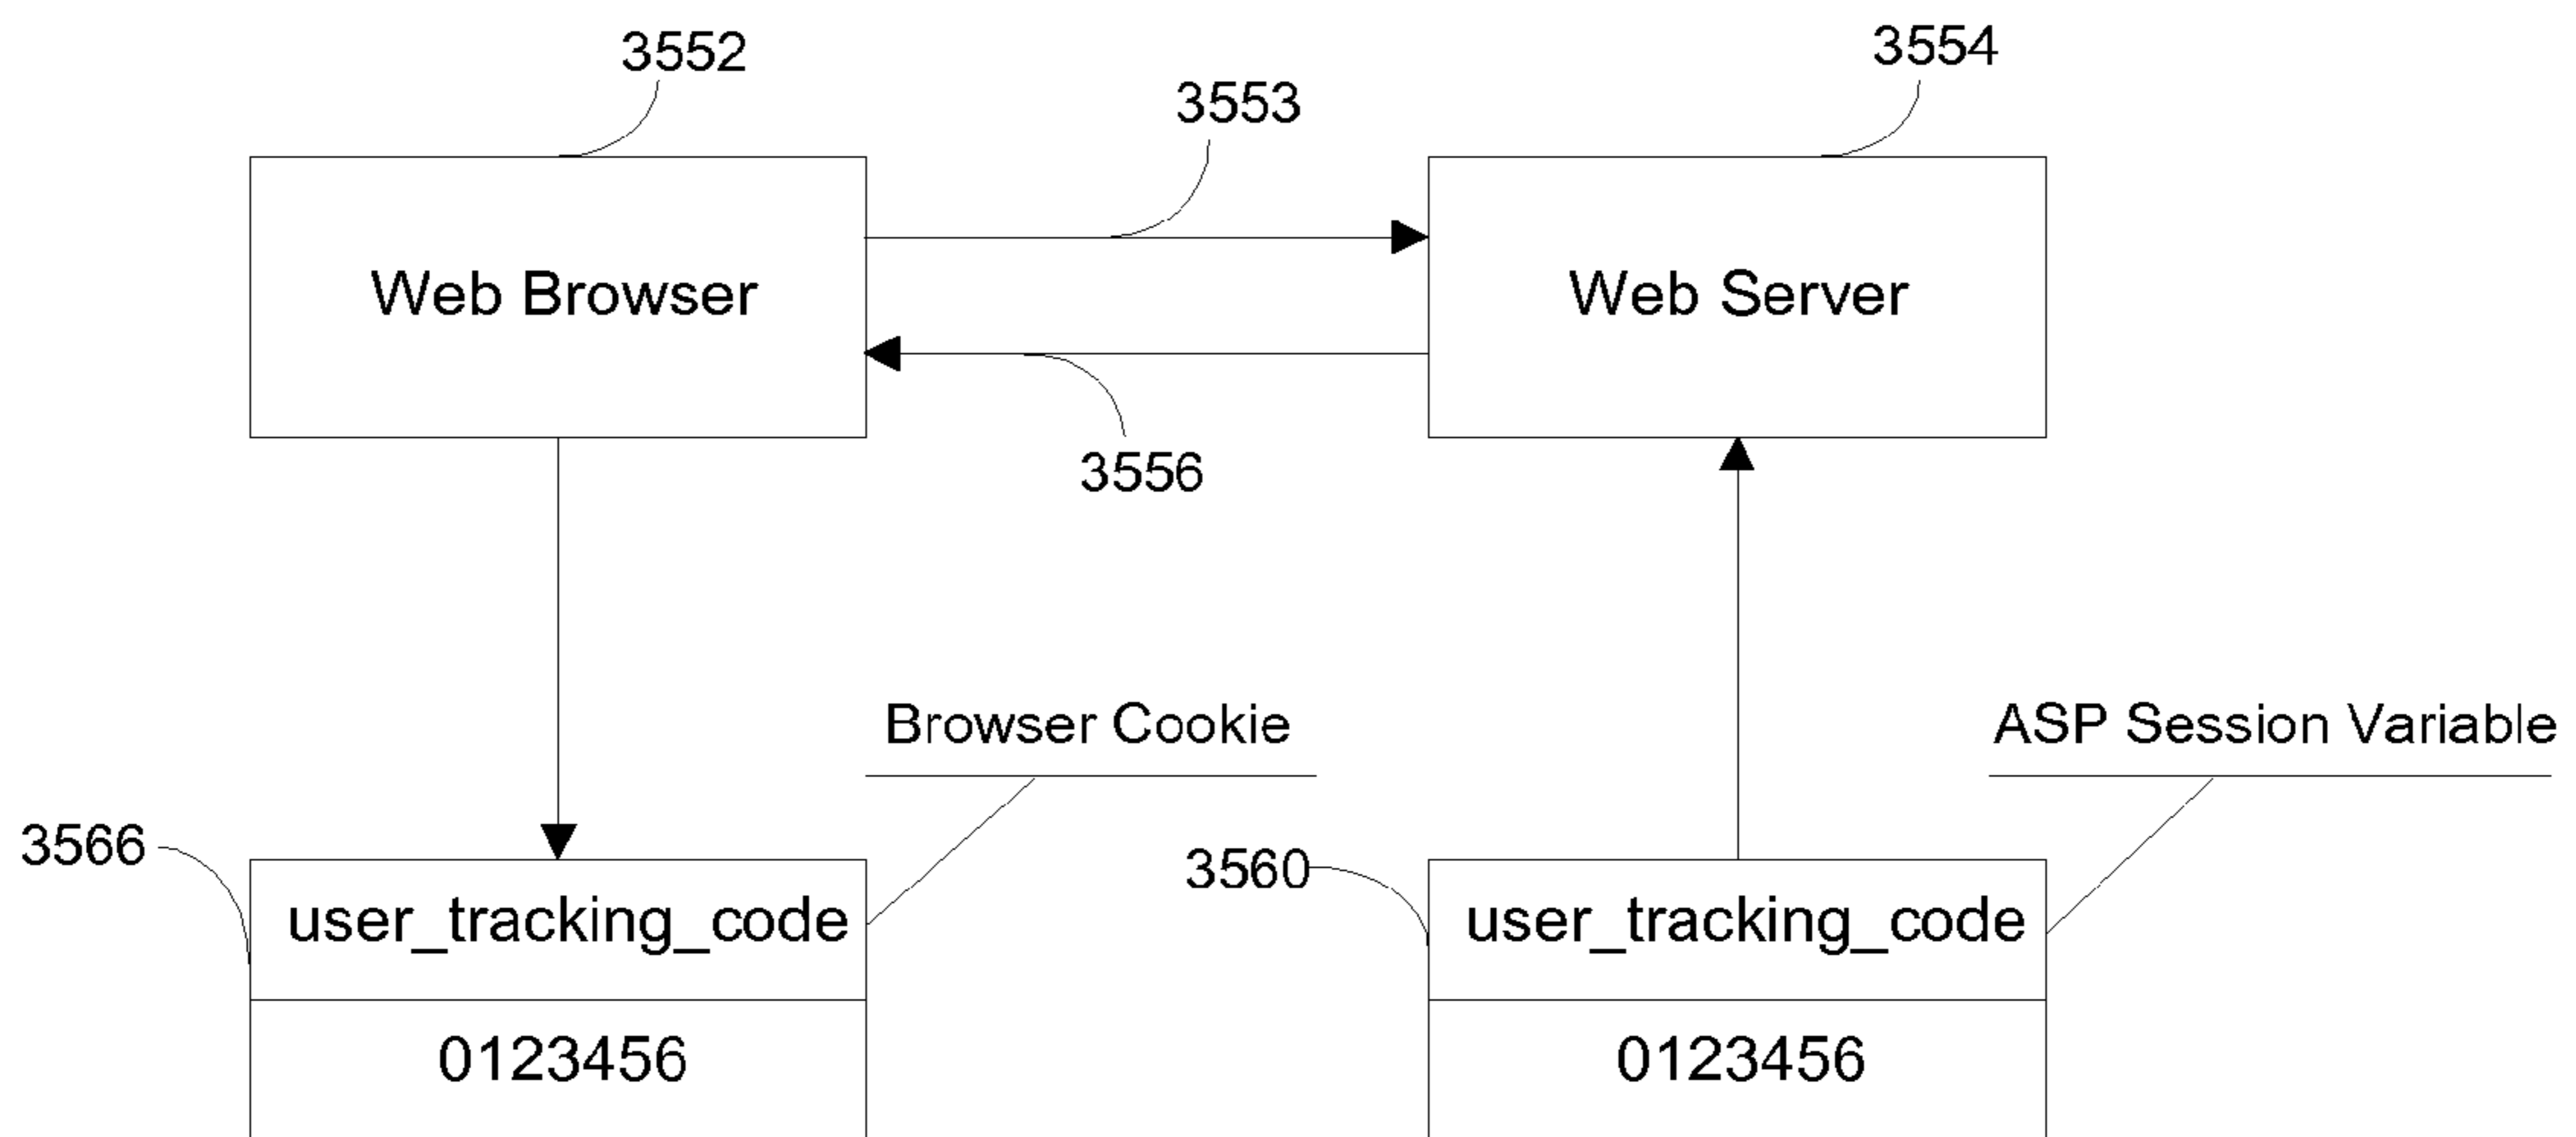 3552
3554
3553
Web Browser
Web Server
3556
Browser Cookie
ASP Session Variable
3566
3560
user_tracking_code
user_tracking_code
0123456
0123456